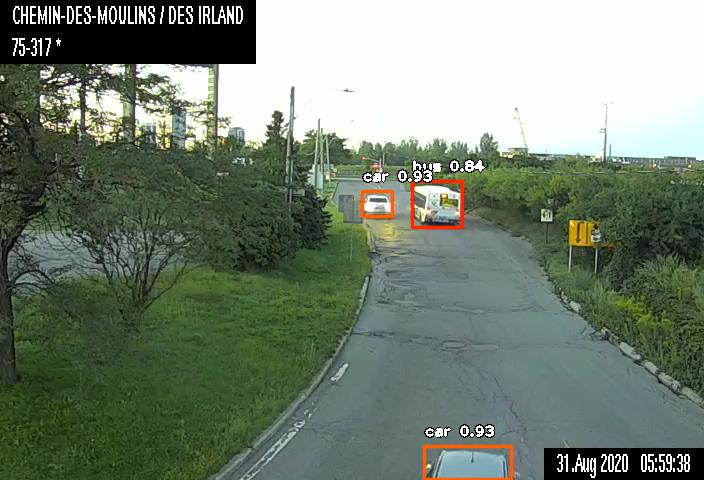 CHEMIN-DES-MOULINS / DES IRLAND
75-317 *
bus 0.84
car 0.93
car 0.93
31.Aug 2020 05:59:38